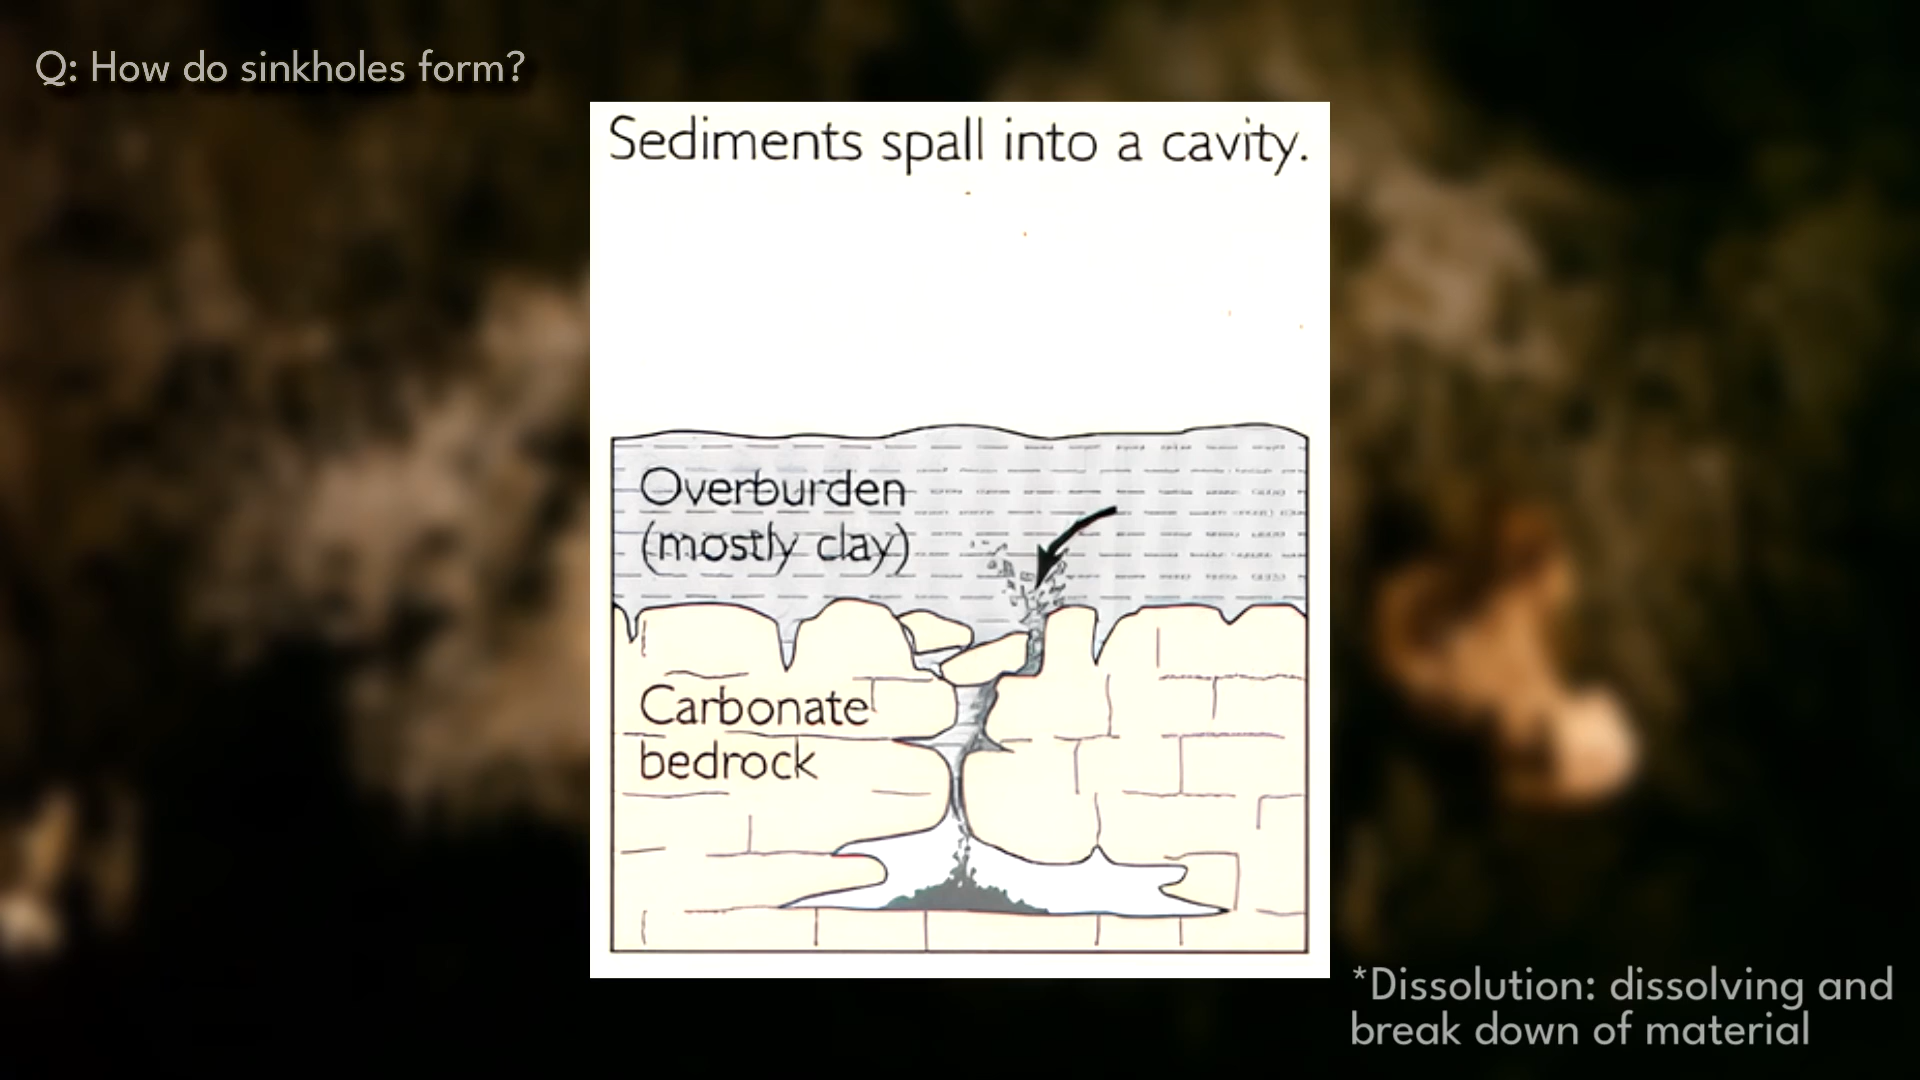 Q: How do sinkholes form?
Sediments spall into a cavity.
Overburden
(mostly clay)
Carbonate
bedrock
*Dissolution: dissolving and
break down of material